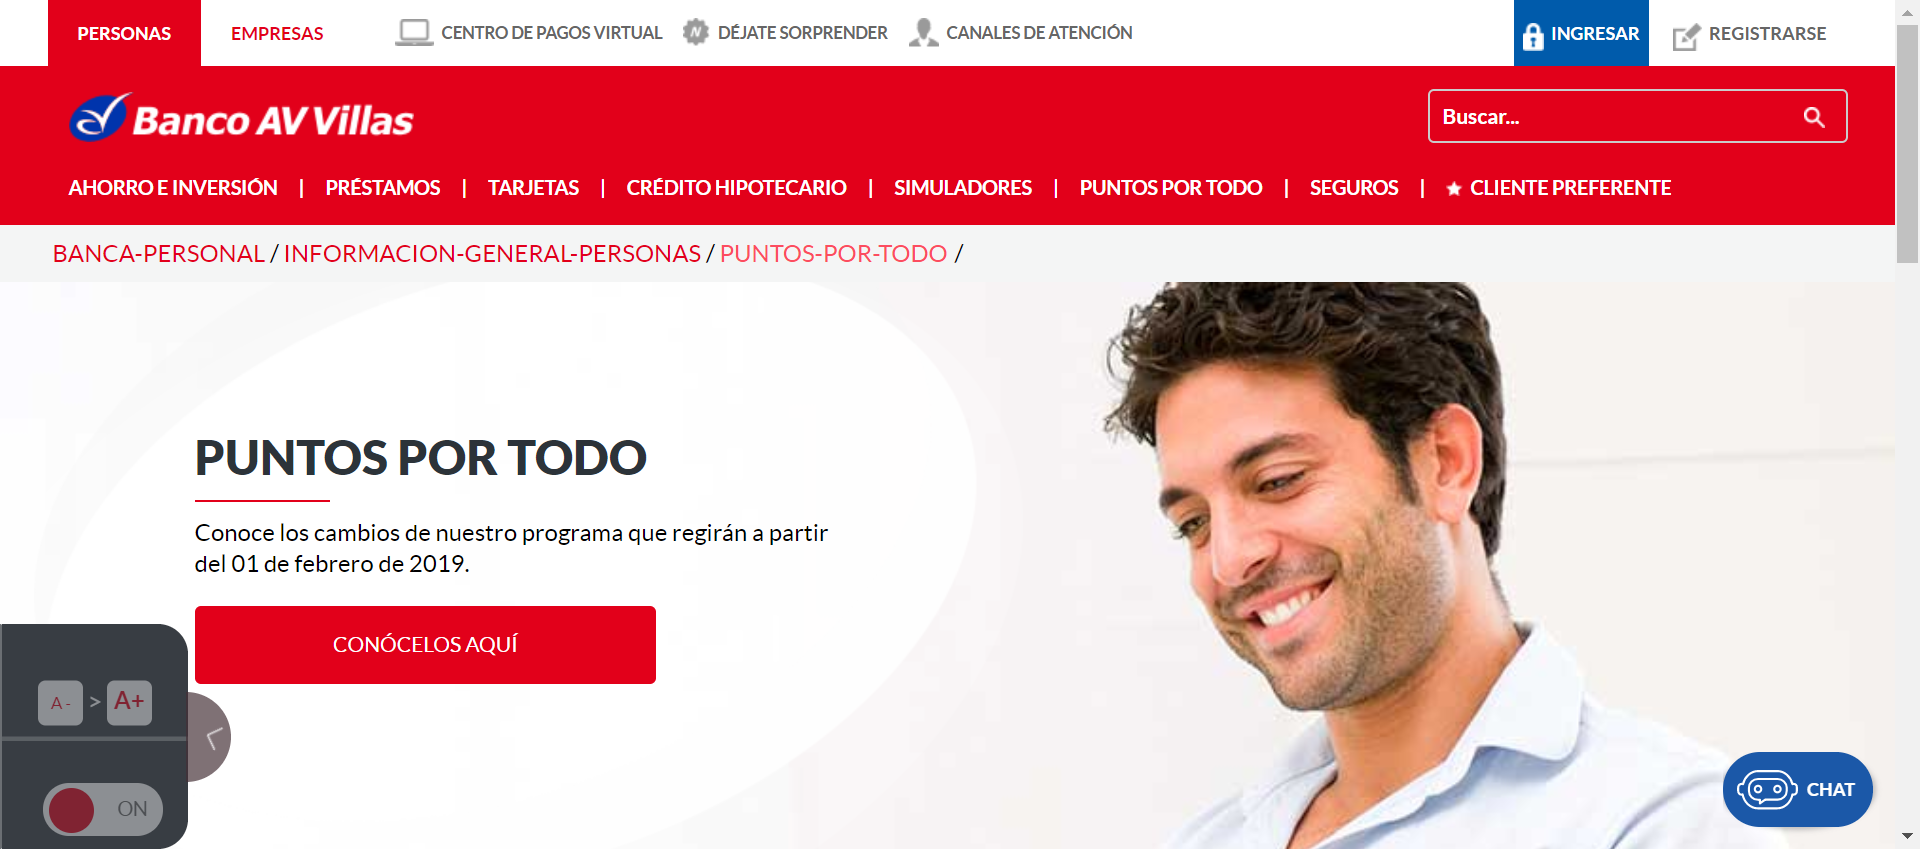 PERSONAS
EMPRESAS
CENTRO DE PAGOS VIRTUAL
DÉJATE SORPRENDER
CANALES DE ATENCIÓN
INGRESAR
REGISTRARSE
Banco AV Villas
Buscar...
AHORRO E INVERSIÓN | PRÉSTAMOS | TARJETAS | CRÉDITO HIPOTECARIO | SIMULADORES | PUNTOS POR TODO | SEGUROS | CLIENTE PREFERENTE
BANCA-PERSONAL / INFORMACION-GENERAL-PERSONAS / PUNTOS-POR-TODO /
PUNTOS POR TODO
Conoce los cambios de nuestro programa que regirán a partir
del 01 de febrero de 2019.
CONÓCELOS AQUÍ
A - > A+
ON
CHAT